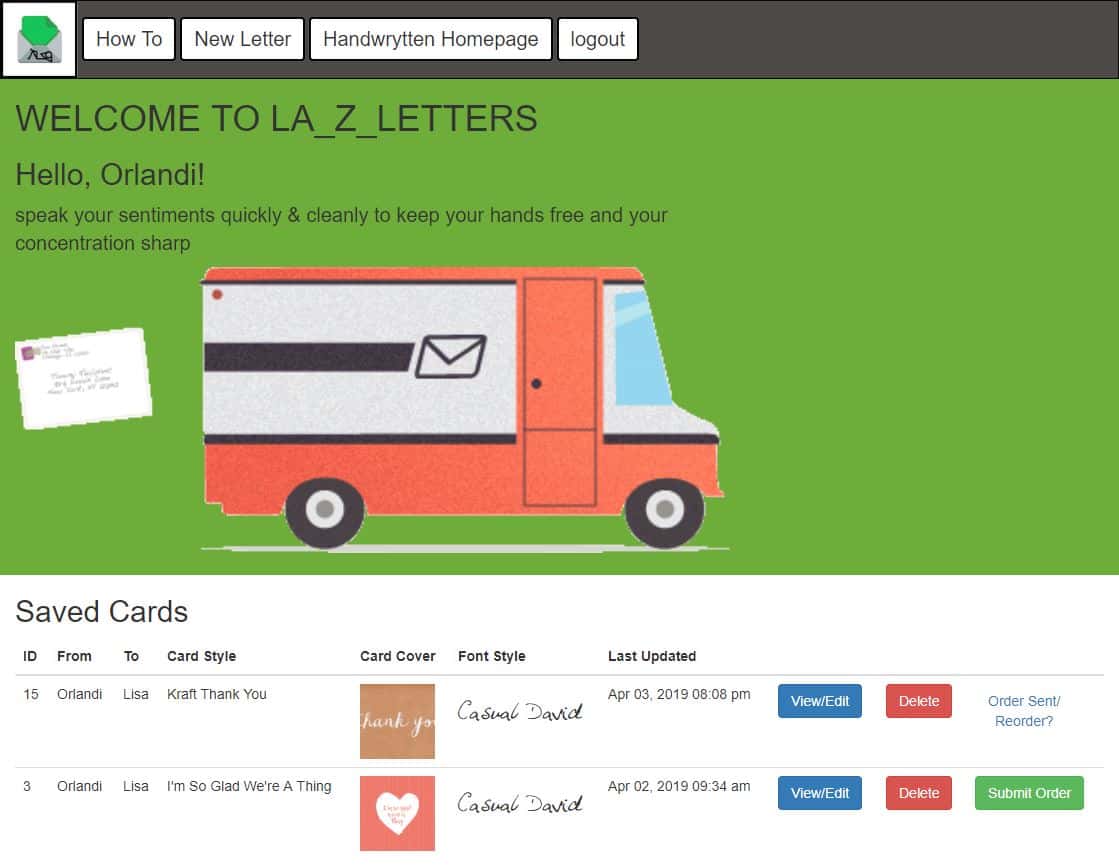 How To New Letter Handwrytten Homepage logout
WELCOME TO LA_Z_LETTERS
Hello, Orlandi!
speak your sentiments quickly & cleanly to keep your hands free and your
concentration sharp
Saved Cards
ID From To Card Style Card Cover Font Style Last Updated
15 Orlandi Lisa Kraft Thank You thank you Casual David Apr 03, 2019 08:08 pm View/Edit Delete Order Sent/
Reorder?
3 Orlandi Lisa I'm So Glad We're A Thing Casual David Apr 02, 2019 09:34 am View/Edit Delete Submit Order